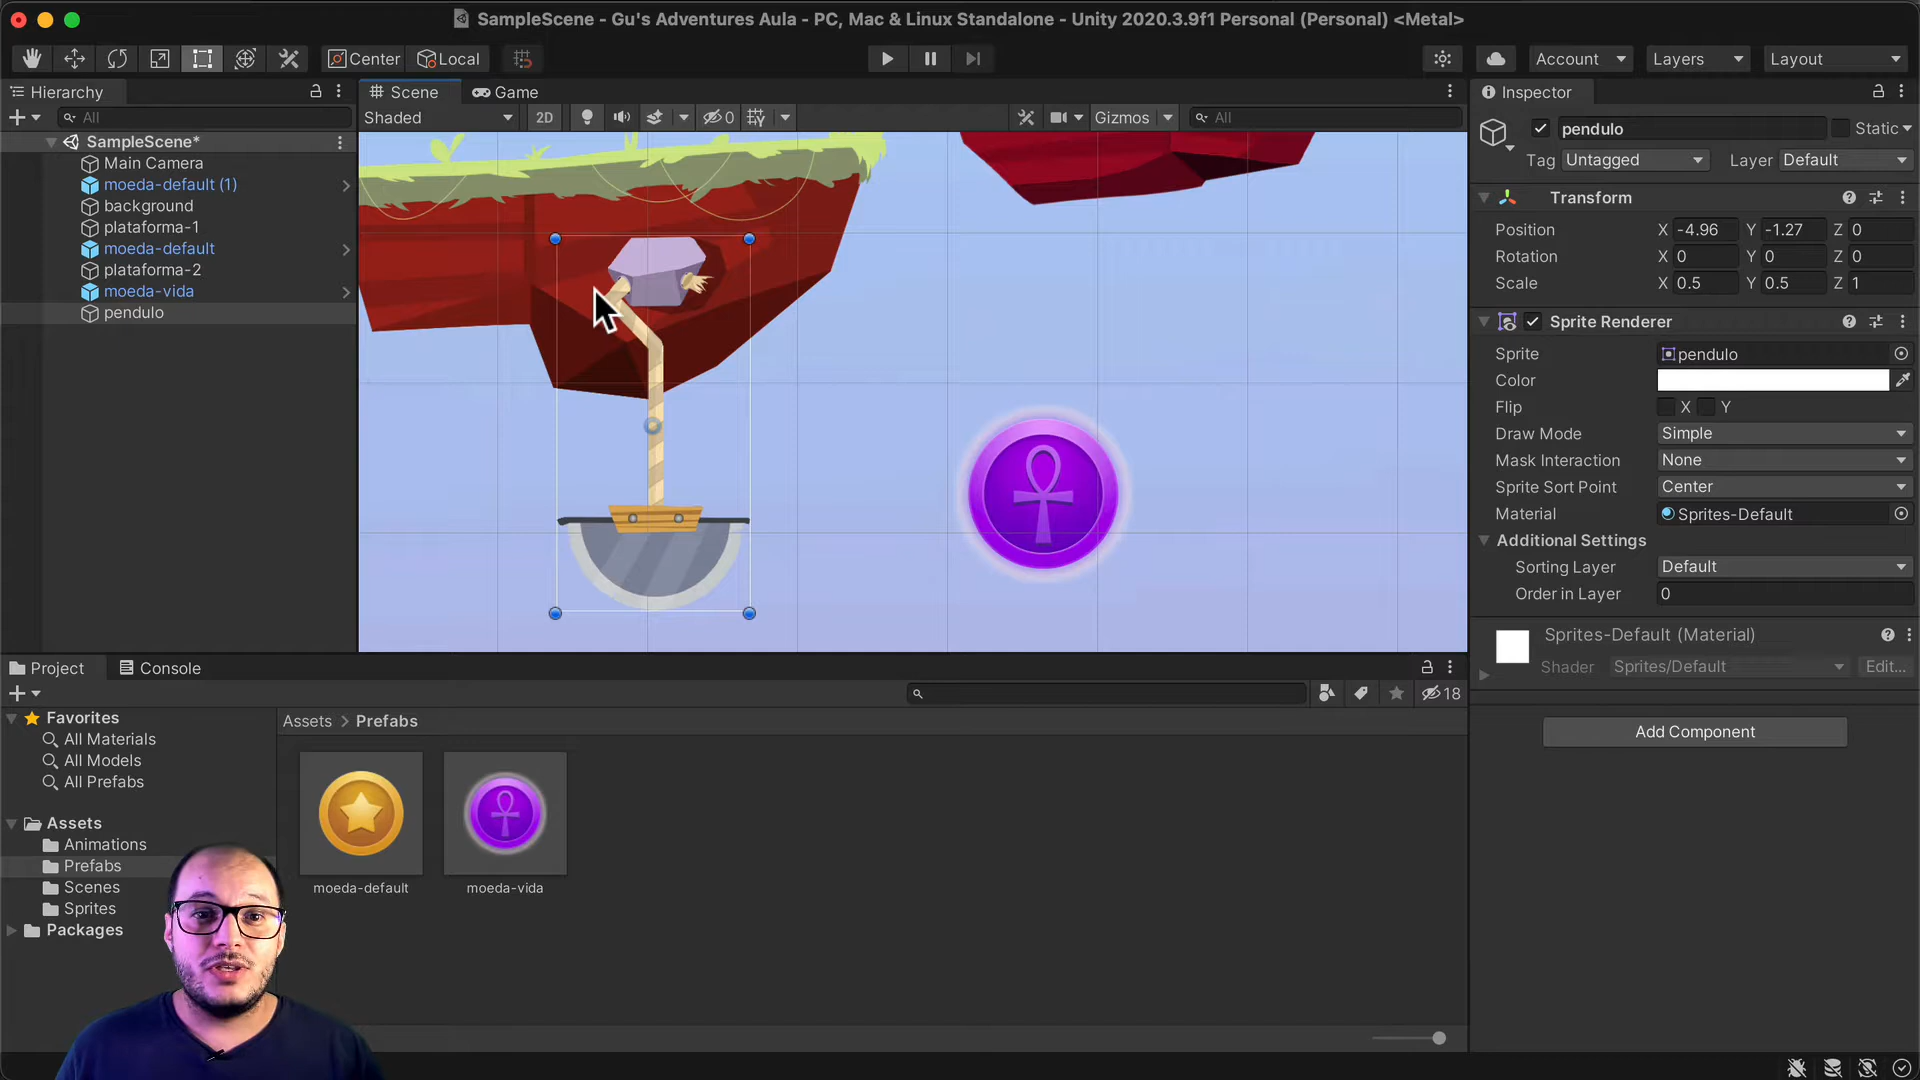 SampleScene - Gu's Adventures Aula - PC, Mac & Linux Standalone - Unity 2020.3.9f1 Personal (Personal) <Metal>
Center
Local
Account
Layers
Layout
Hierarchy
All
SampleScene*
Main Camera
moeda-default (1)
background
plataforma-1
moeda-default
plataforma-2
moeda-vida
pendulo
Scene
Game
Shaded
2D
0
Gizmos
All
Inspector
pendulo
Static
Tag Untagged
Layer Default
Transform
Position X -4.96 Y -1.27 Z 0
Rotation X 0 Y 0 Z 0
Scale X 0.5 Y 0.5 Z 1
Sprite Renderer
Sprite pendulo
Color
Flip X Y
Draw Mode Simple
Mask Interaction None
Sprite Sort Point Center
Material Sprites-Default
Additional Settings
Sorting Layer Default
Order in Layer 0
Sprites-Default (Material)
Shader Sprites/Default Edit...
Add Component
Project
Console
18
Favorites
All Materials
All Models
All Prefabs
Assets
Animations
Prefabs
Scenes
Sprites
Packages
Assets > Prefabs
moeda-default
moeda-vida